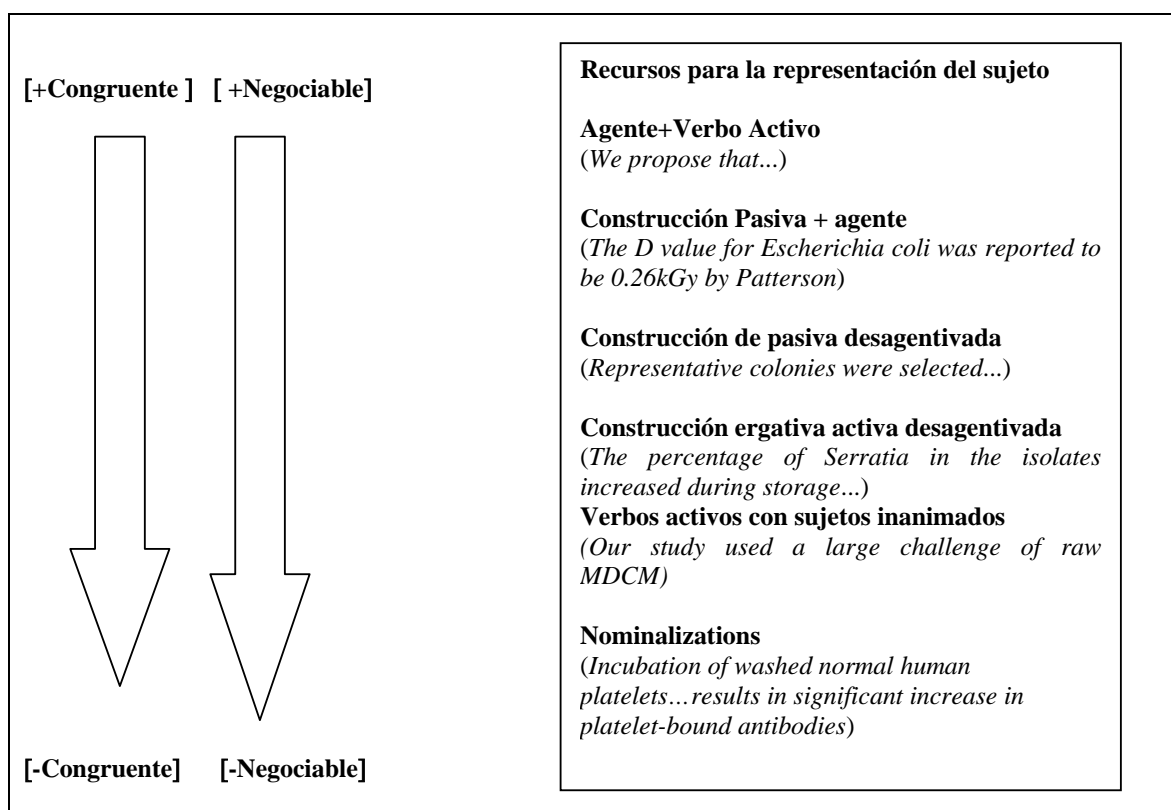 [+Congruente ] [ +Negociable]
Recursos para la representación del sujeto
Agente+Verbo Activo
(We propose that...)
Construcción Pasiva + agente
(The D value for Escherichia coli was reported to
be 0.26kGy by Patterson)
Construcción de pasiva desagentivada
(Representative colonies were selected...)
Construcción ergativa activa desagentivada
(The percentage of Serratia in the isolates
increased during storage...)
Verbos activos con sujetos inanimados
(Our study used a large challenge of raw
MDCM)
Nominalizations
(Incubation of washed normal human
platelets…results in significant increase in
platelet-bound antibodies)
[-Congruente] [-Negociable]